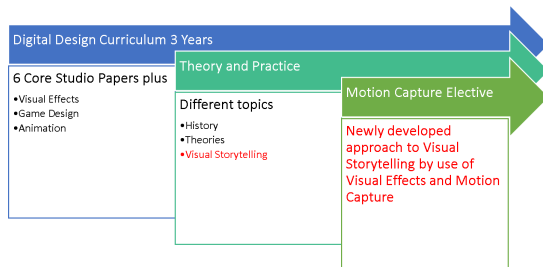 Digital Design Curriculum 3 Years
6 Core Studio Papers plus
•Visual Effects
•Game Design
•Animation
Theory and Practice
Different topics
•History
•Theories
•Visual Storytelling
Motion Capture Elective
Newly developed
approach to Visual
Storytelling by use of
Visual Effects and Motion
Capture